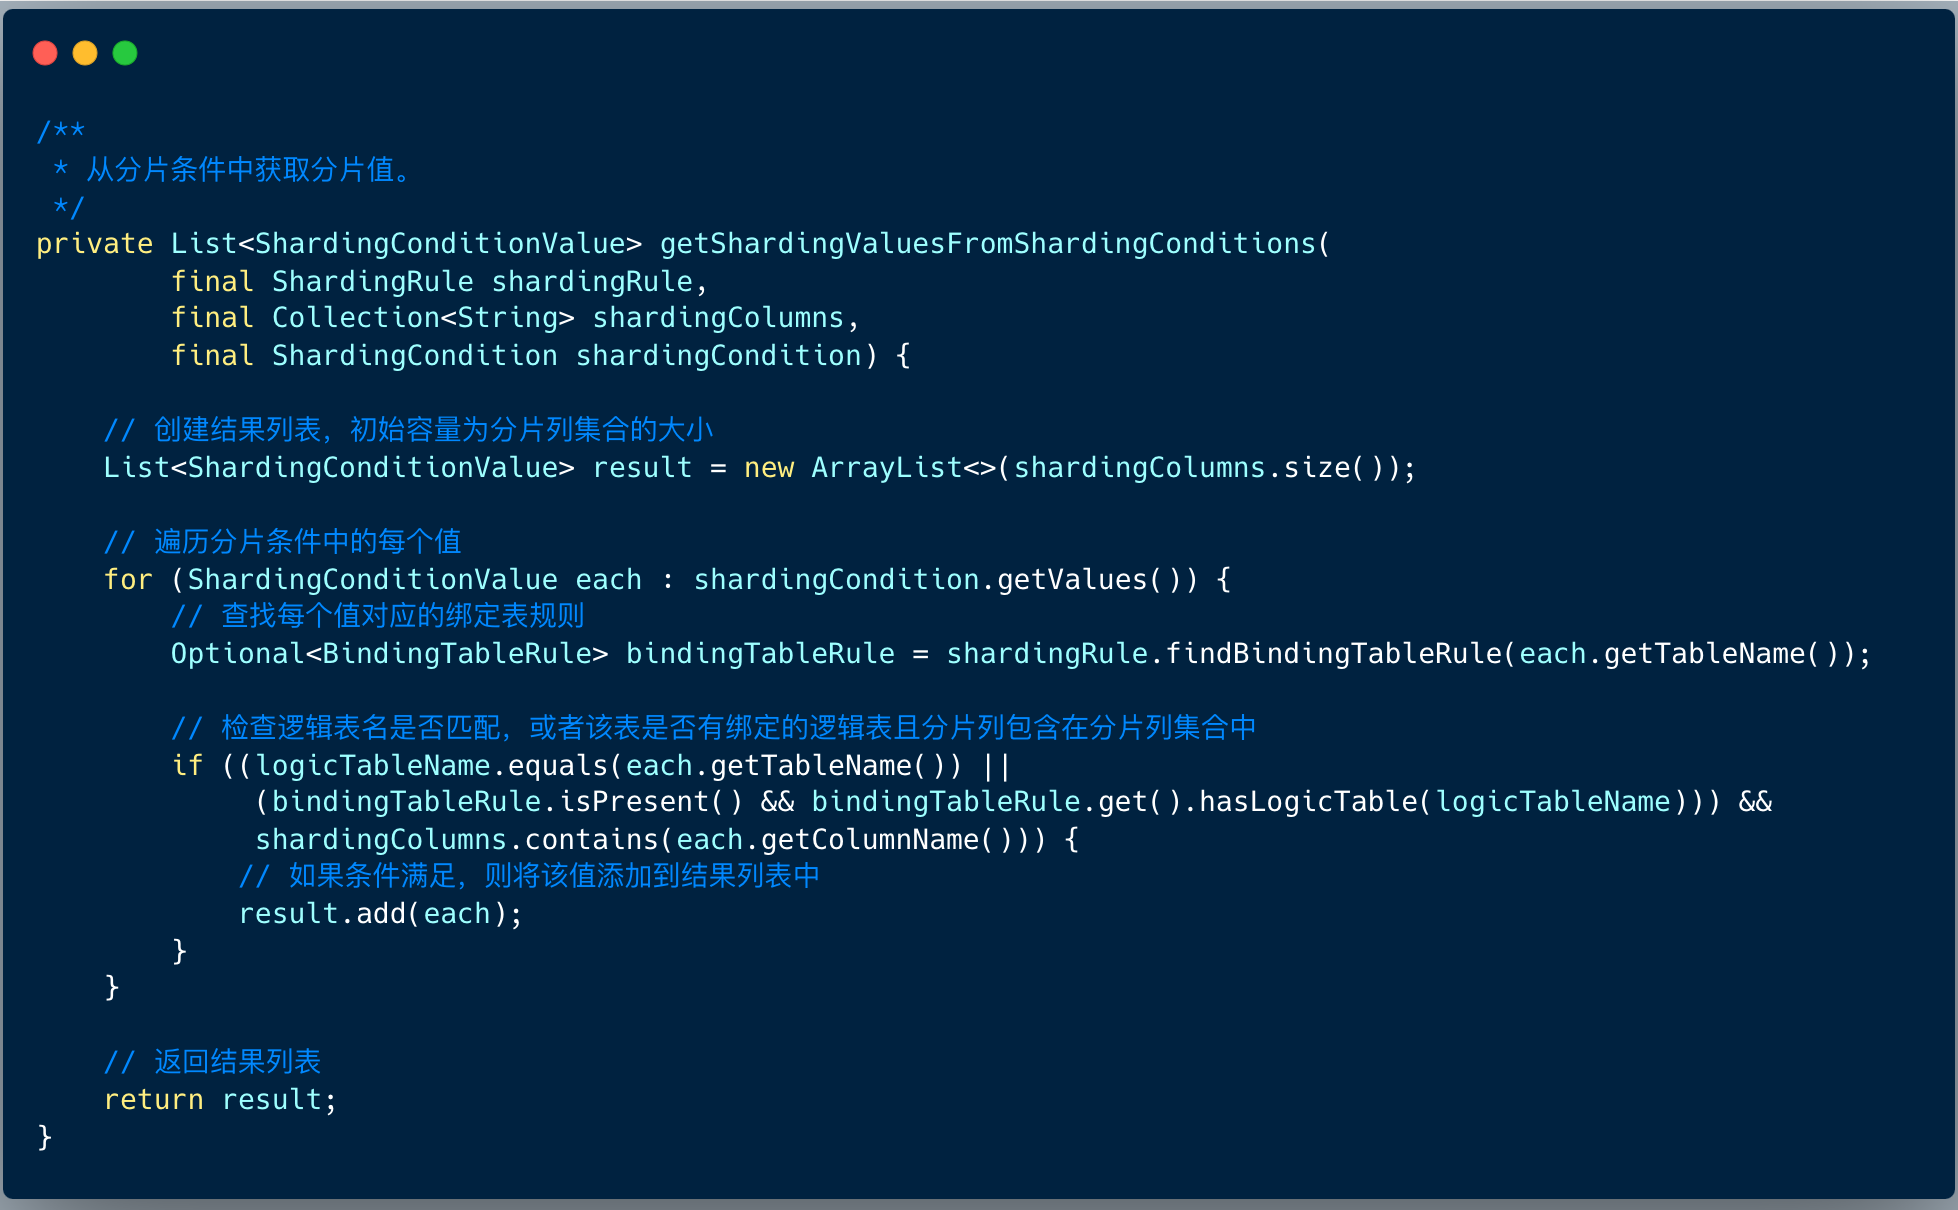 /**
 * 从分片条件中获取分片值。
 */
private List<ShardingConditionValue> getShardingValuesFromShardingConditions(
        final ShardingRule shardingRule,
        final Collection<String> shardingColumns,
        final ShardingCondition shardingCondition) {

    // 创建结果列表，初始容量为分片列集合的大小
    List<ShardingConditionValue> result = new ArrayList<>(shardingColumns.size());

    // 遍历分片条件中的每个值
    for (ShardingConditionValue each : shardingCondition.getValues()) {
        // 查找每个值对应的绑定表规则
        Optional<BindingTableRule> bindingTableRule = shardingRule.findBindingTableRule(each.getTableName());

        // 检查逻辑表名是否匹配，或者该表是否有绑定的逻辑表且分片列包含在分片列集合中
        if ((logicTableName.equals(each.getTableName()) ||
             (bindingTableRule.isPresent() && bindingTableRule.get().hasLogicTable(logicTableName))) &&
             shardingColumns.contains(each.getColumnName())) {
            // 如果条件满足，则将该值添加到结果列表中
            result.add(each);
        }
    }

    // 返回结果列表
    return result;
}